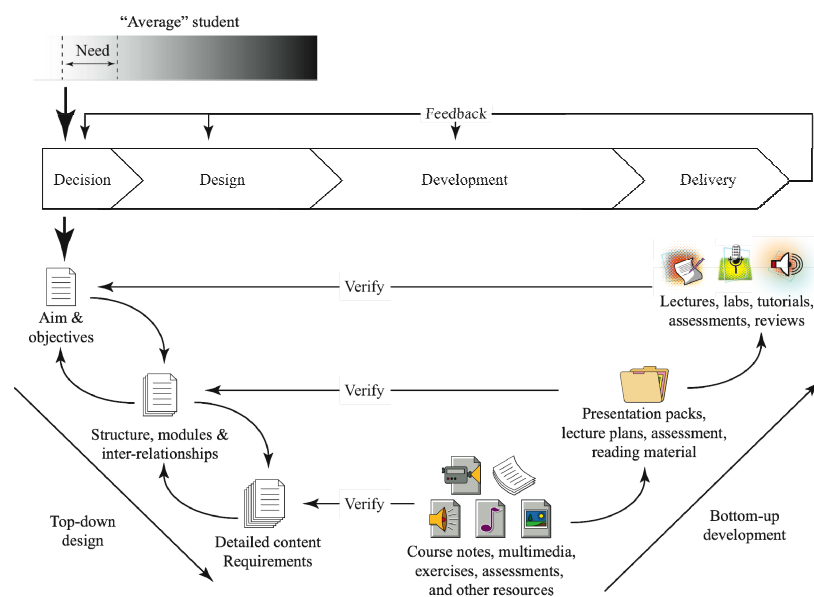 “Average” student
Need
Feedback
Decision
Design
Development
Delivery
Verify
Aim &
objectives
Lectures, labs, tutorials,
assessments, reviews
Verify
Structure, modules &
inter-relationships
Presentation packs,
lecture plans, assessment,
reading material
Verify
Top-down
design
Detailed content
Requirements
Course notes, multimedia,
exercises, assessments,
and other resources
Bottom-up
development